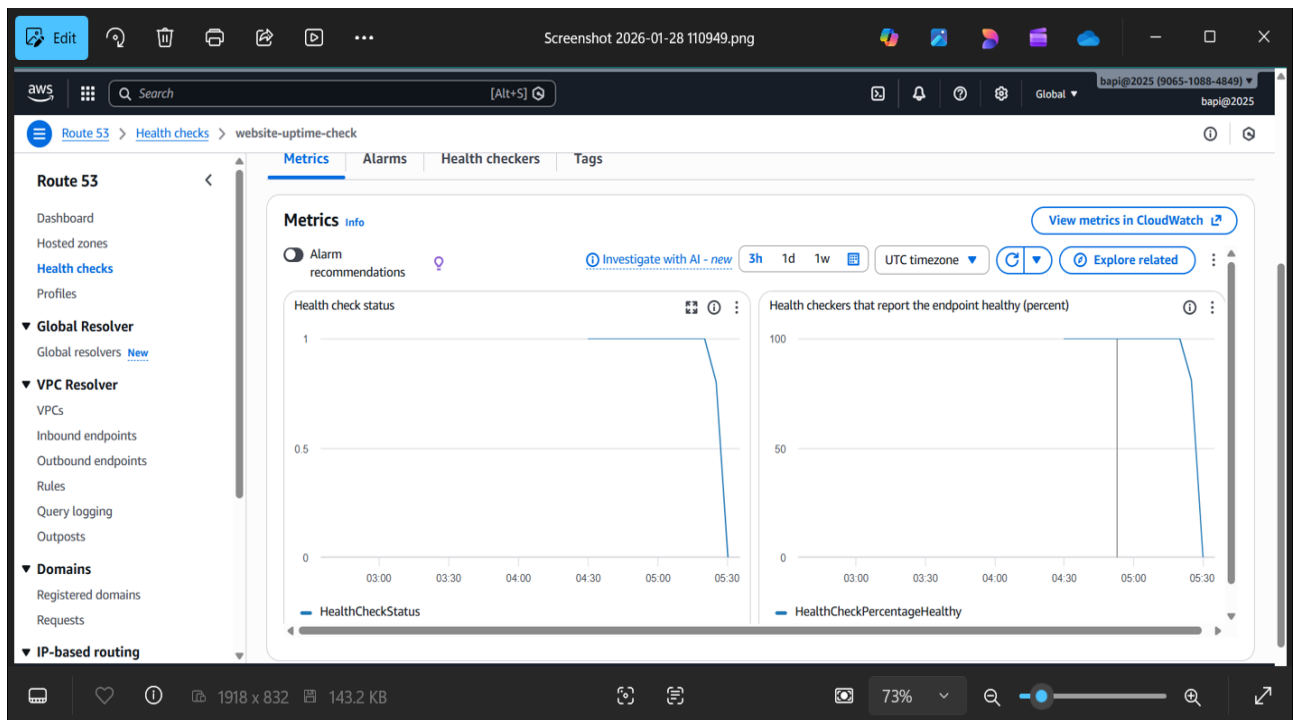 Edit
Screenshot 2026-01-28 110949.png
aws
Search
[Alt+S]
Global
bapi@2025 (9065-1088-4849)
bapi@2025
Route 53 > Health checks > website-uptime-check
Route 53
Dashboard
Hosted zones
Health checks
Profiles
Global Resolver
Global resolvers New
VPC Resolver
VPCs
Inbound endpoints
Outbound endpoints
Rules
Query logging
Outposts
Domains
Registered domains
Requests
IP-based routing
Metrics
Alarms
Health checkers
Tags
Metrics Info
View metrics in CloudWatch
Alarm
recommendations
Investigate with AI - new
3h 1d 1w
UTC timezone
Explore related
Health check status
1
0.5
0
03:00 03:30 04:00 04:30 05:00 05:30
HealthCheckStatus
Health checkers that report the endpoint healthy (percent)
100
50
0
03:00 03:30 04:00 04:30 05:00 05:30
HealthCheckPercentageHealthy
1918 x 832
143.2 KB
73%